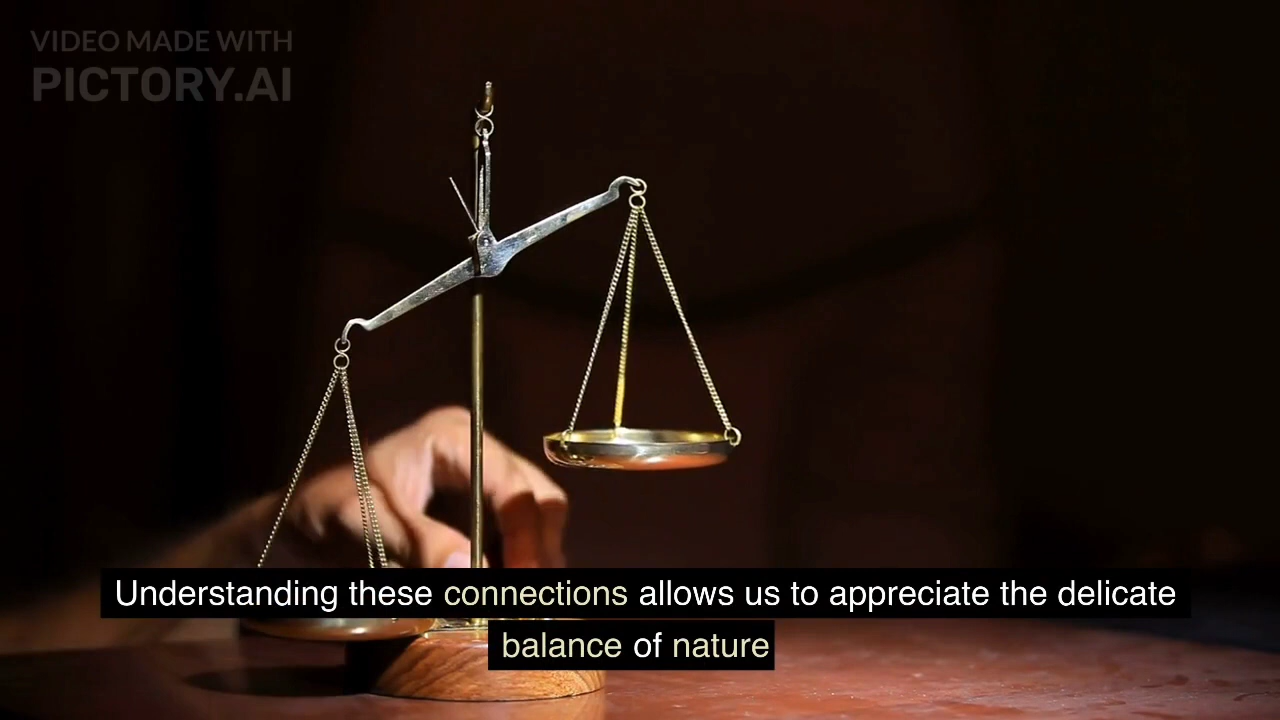 VIDEO MADE WITH
PICTORY.AI
Understanding these connections allows us to appreciate the delicate
balance of nature